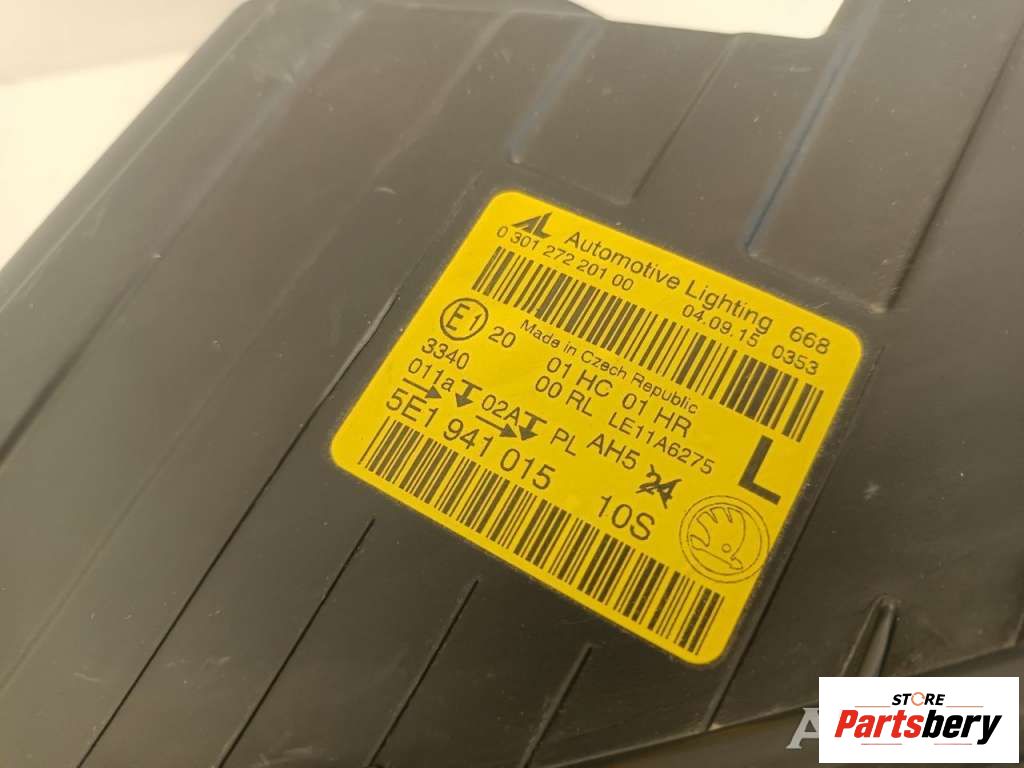 AL Automotive Lighting 668
0 301 272 201 00 04.09.15 0353
Made in Czech Republic
E1 20 01 HC 01 HR
3340 00 RL LE11A6275
011a 02A PL AH5 24
5E1 941 015 10S
L
STORE
Partsbery